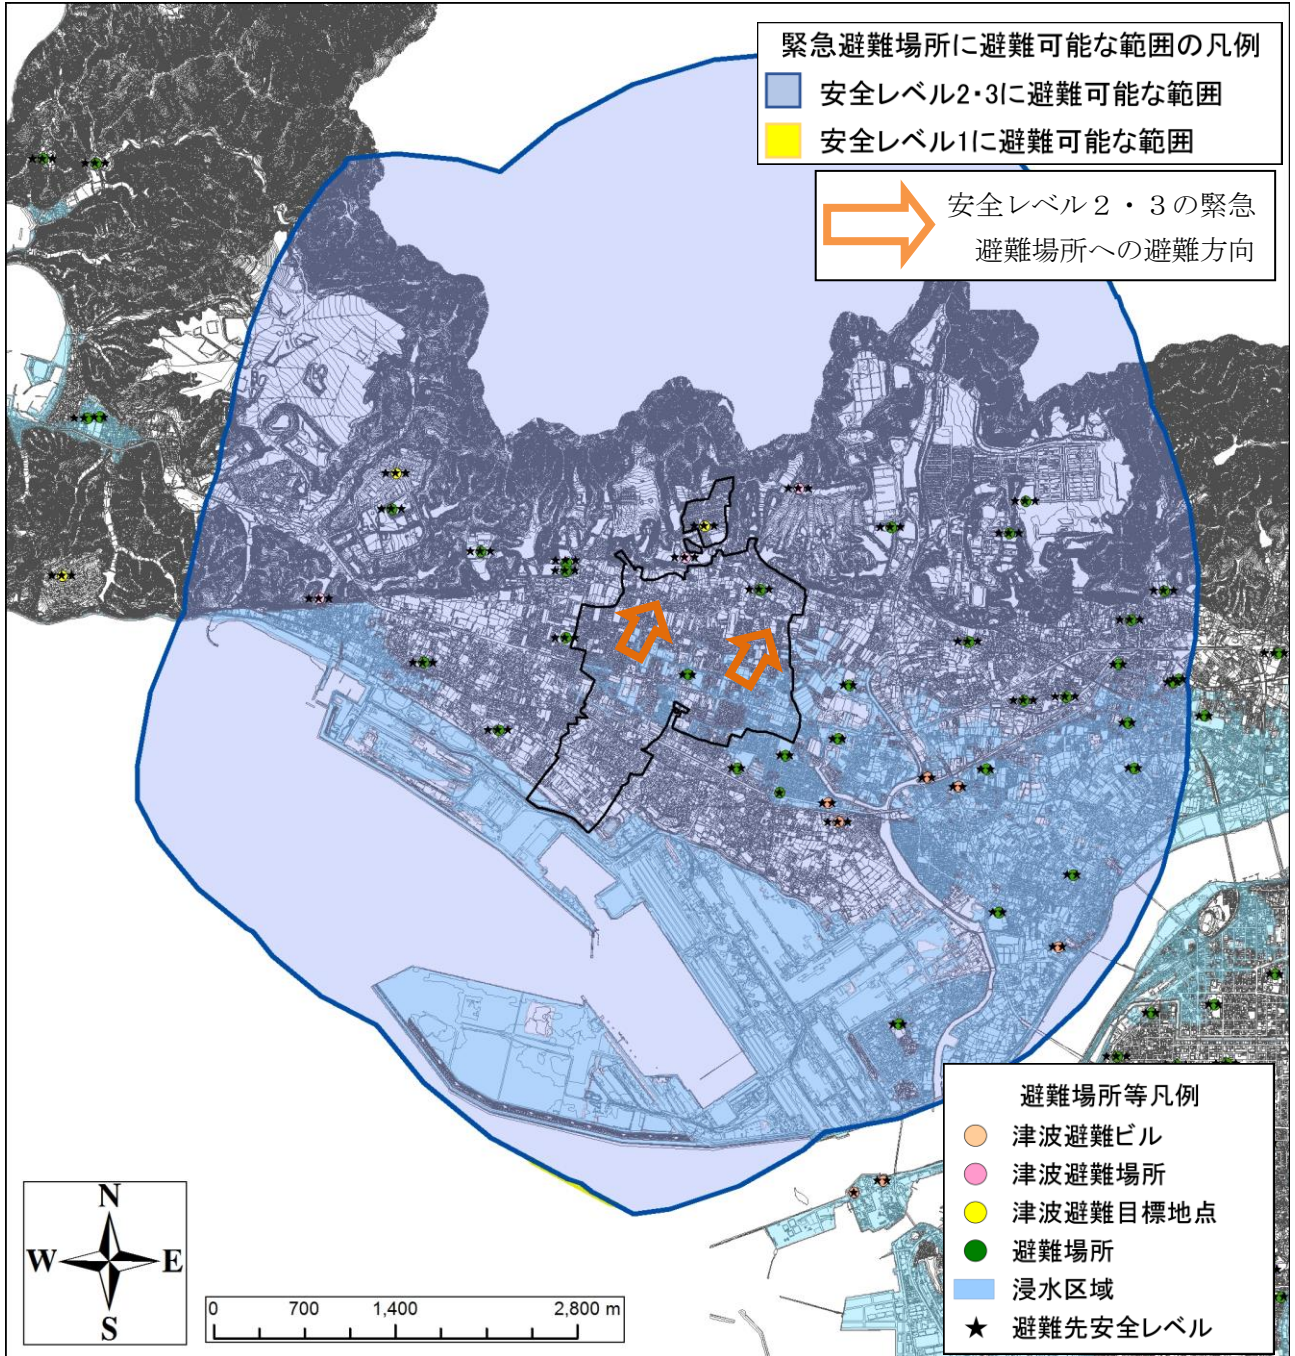 緊急避難場所に避難可能な範囲の凡例
安全レベル2・3に避難可能な範囲
安全レベル1に避難可能な範囲
安全レベル2・3の緊急
避難場所への避難方向
避難場所等凡例
津波避難ビル
津波避難場所
津波避難目標地点
避難場所
浸水区域
★ 避難先安全レベル
N
W E
S
0 700 1,400 2,800 m